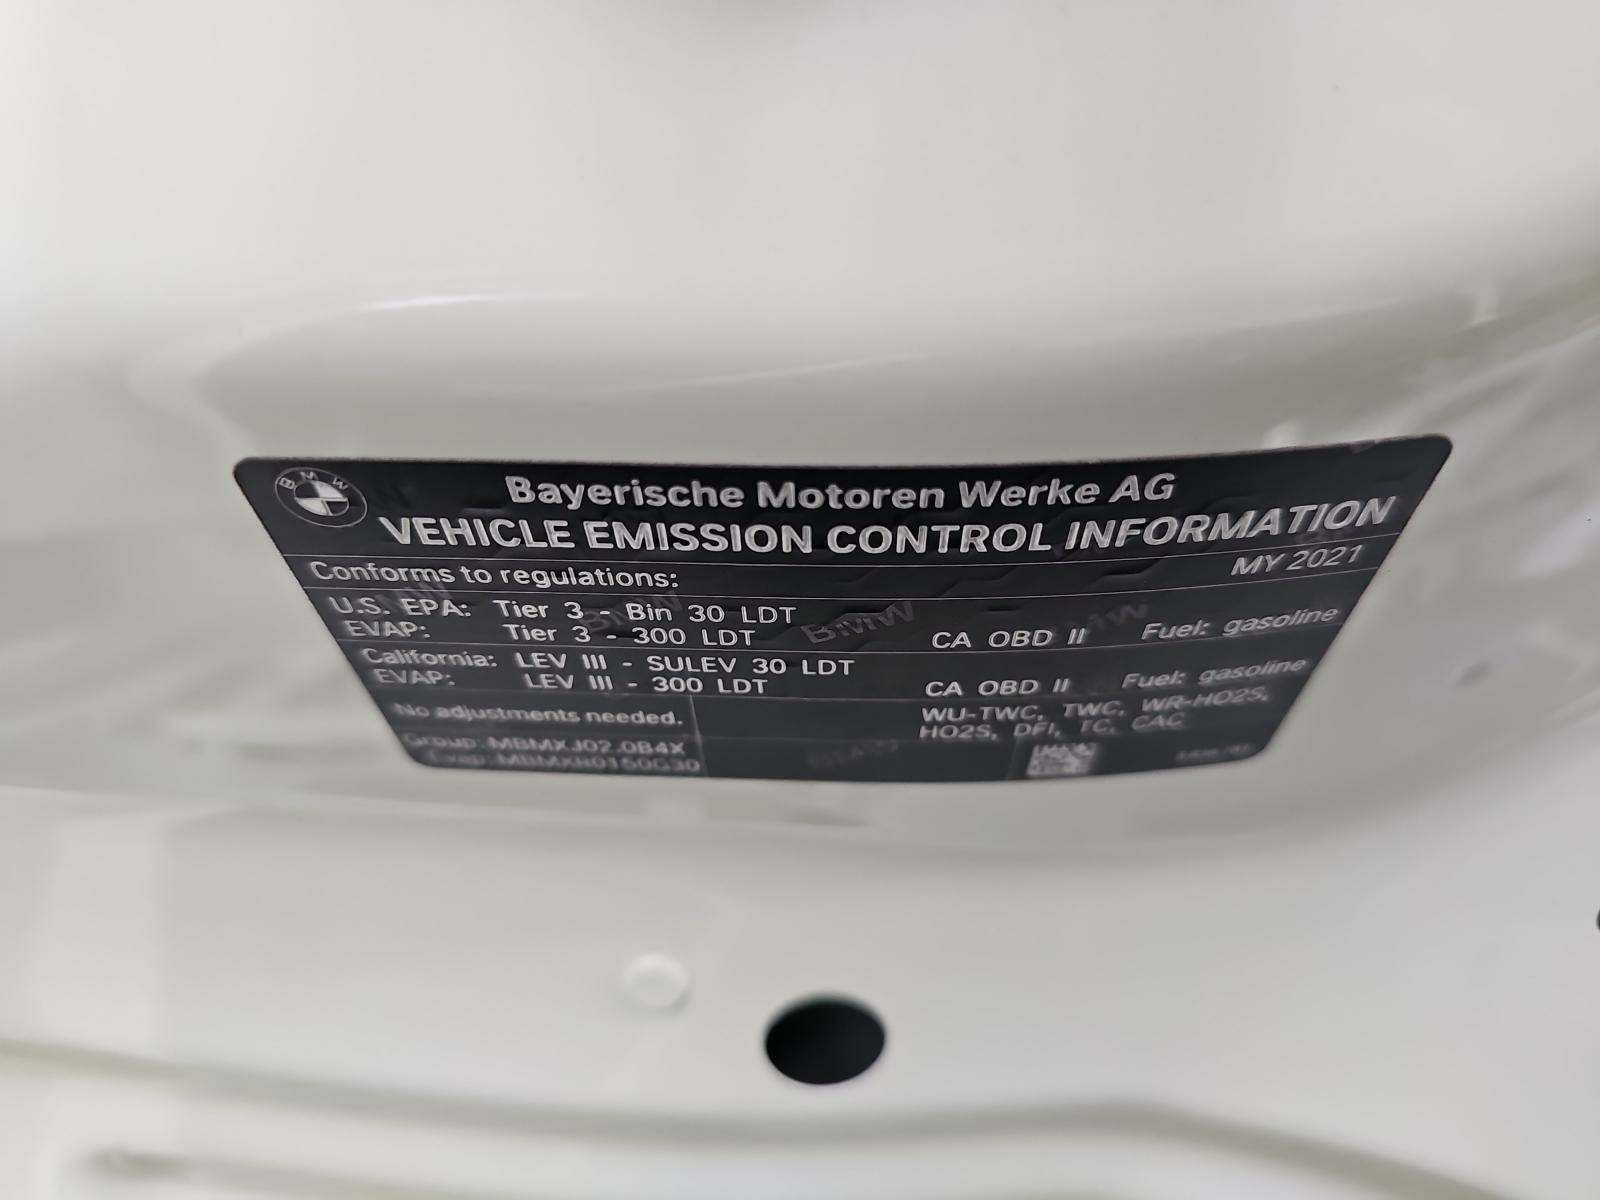 BMW
Bayerische Motoren Werke AG
VEHICLE EMISSION CONTROL INFORMATION
Conforms to regulations: MY 2021
U.S. EPA: Tier 3 - Bin 30 LDT
EVAP: Tier 3 - 300 LDT CA OBD II Fuel: gasoline
California: LEV III - SULEV 30 LDT
EVAP: LEV III - 300 LDT CA OBD II Fuel: gasoline
No adjustments needed. WU-TWC, TWC, WR-HO2S,
HO2S, DFI, TC, CAC
Group: MBMXJ02.0B4X
Evap: MBMXR0150G30